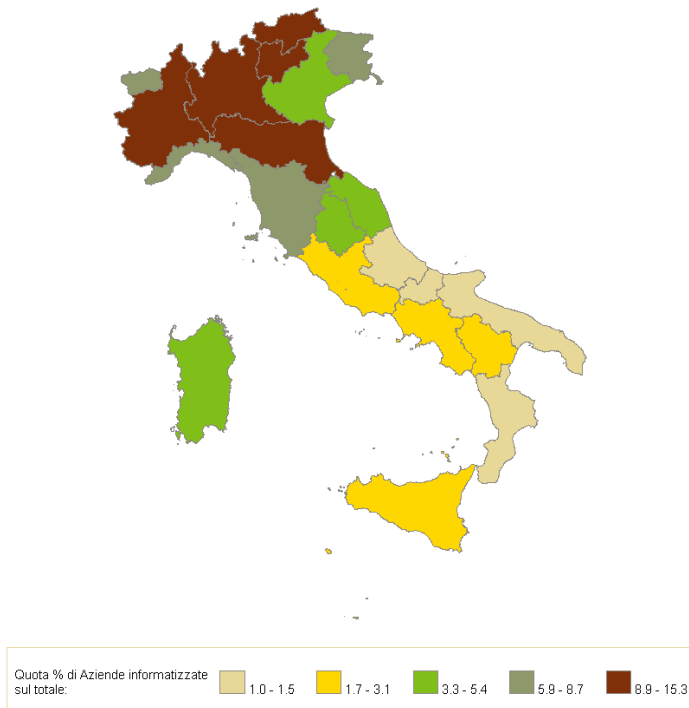 Quota % di Aziende informatizzate
sul totale:
1.0 - 1.5
1.7 - 3.1
3.3 - 5.4
5.9 - 8.7
8.9 - 15.3